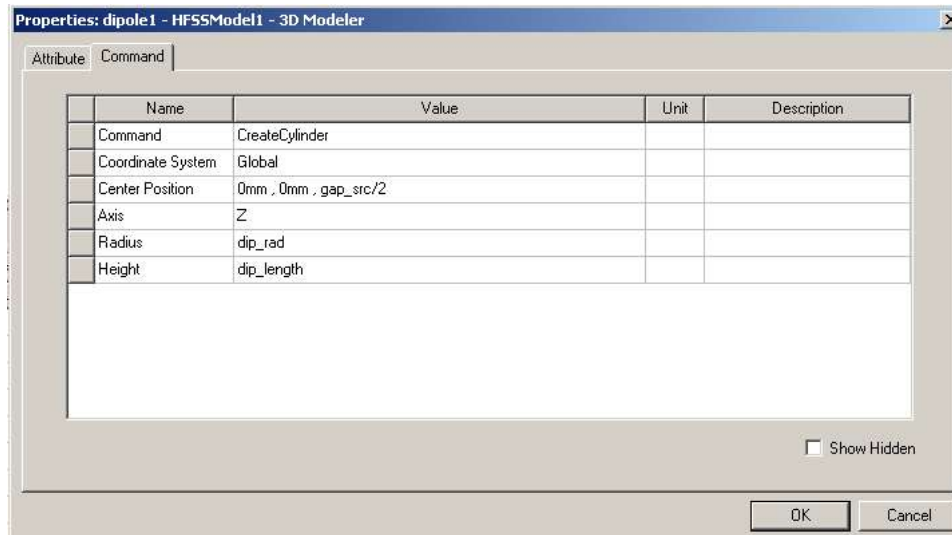 Properties: dipole1 - HFSSModel1 - 3D Modeler
Attribute Command
Name Value Unit Description
Command CreateCylinder
Coordinate System Global
Center Position 0mm , 0mm , gap_src/2
Axis Z
Radius dip_rad
Height dip_length
Show Hidden
OK Cancel